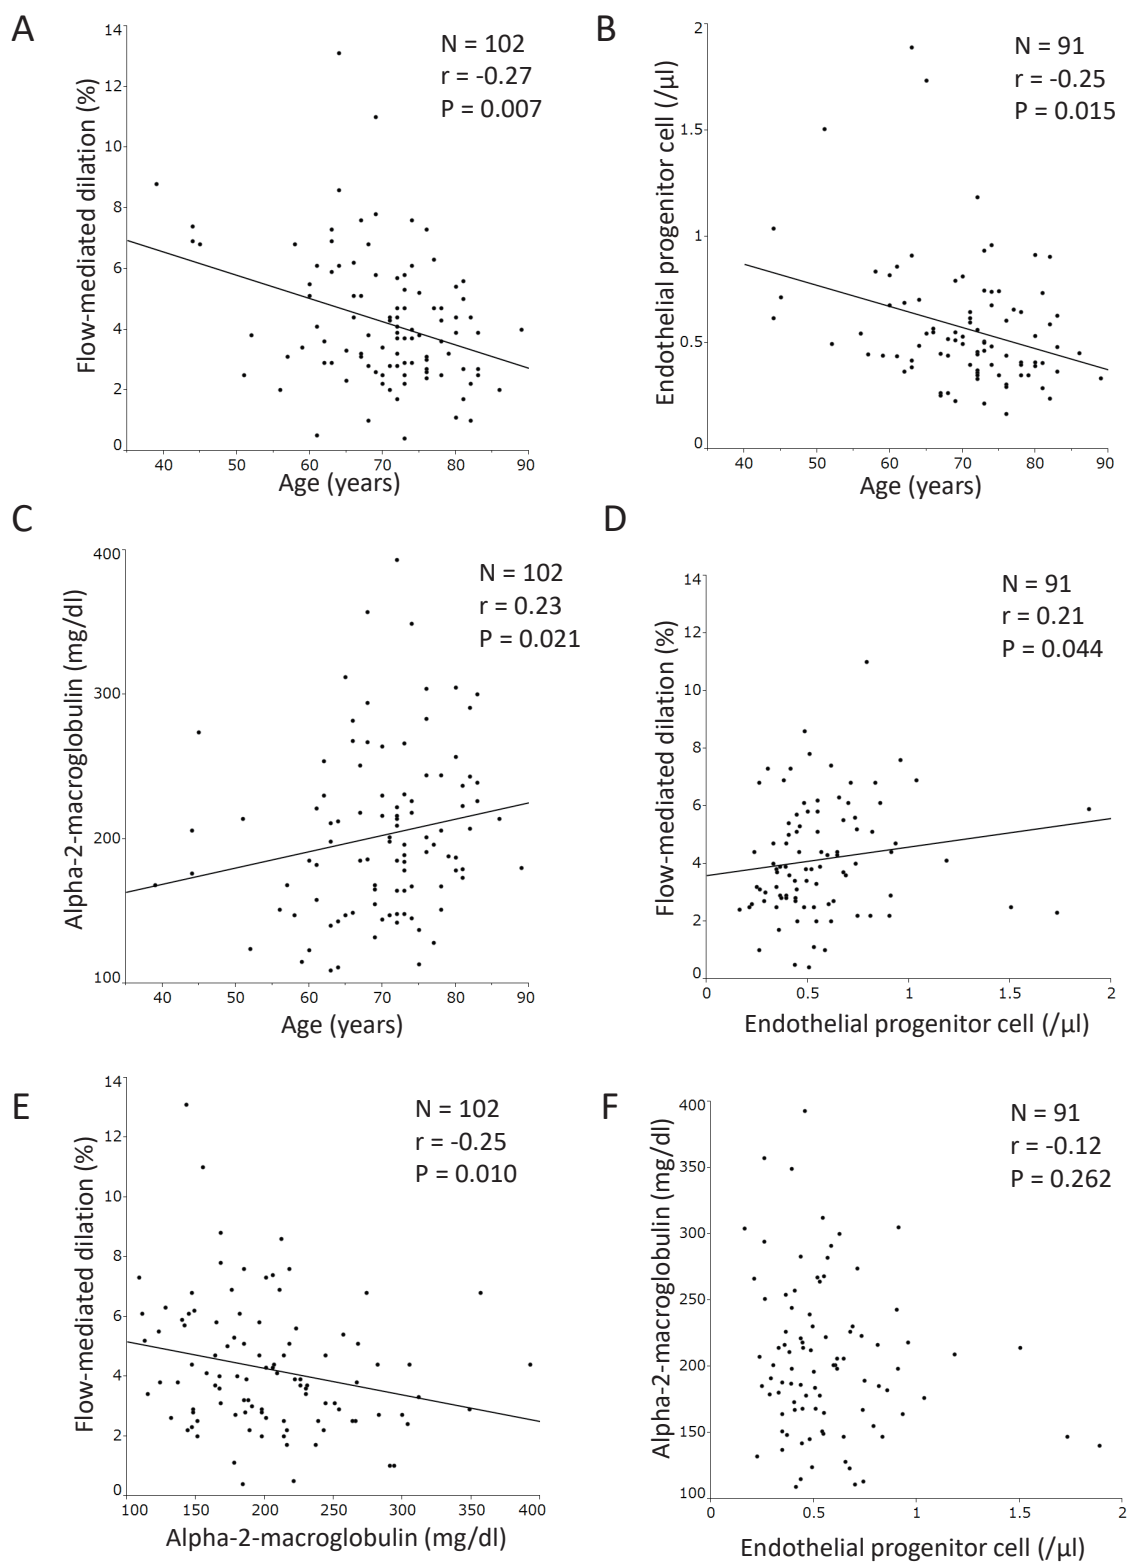 A
N = 102
r = -0.27
P = 0.007
Flow-mediated dilation (%)
14
12
10
8
6
4
2
0
40 50 60 70 80 90
Age (years)
B
N = 91
r = -0.25
P = 0.015
Endothelial progenitor cell (/µl)
2
1.5
1
0.5
0
40 50 60 70 80 90
Age (years)
C
N = 102
r = 0.23
P = 0.021
Alpha-2-macroglobulin (mg/dl)
400
300
200
100
40 50 60 70 80 90
Age (years)
D
N = 91
r = 0.21
P = 0.044
Flow-mediated dilation (%)
14
12
10
8
6
4
2
0
0 0.5 1 1.5 2
Endothelial progenitor cell (/µl)
E
N = 102
r = -0.25
P = 0.010
Flow-mediated dilation (%)
14
12
10
8
6
4
2
0
100 150 200 250 300 350 400
Alpha-2-macroglobulin (mg/dl)
F
N = 91
r = -0.12
P = 0.262
Alpha-2-macroglobulin (mg/dl)
400
350
300
250
200
150
100
0 0.5 1 1.5 2
Endothelial progenitor cell (/µl)